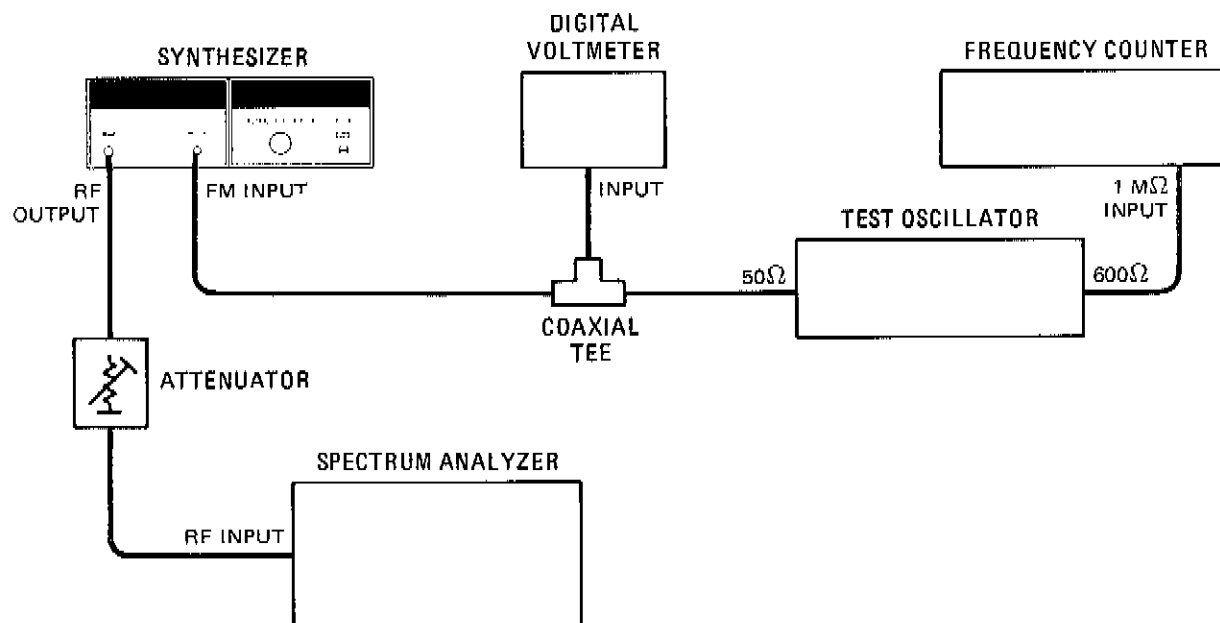 SYNTHESIZER
DIGITAL
VOLTMETER
FREQUENCY COUNTER
RF
OUTPUT
FM INPUT
INPUT
1 MΩ
INPUT
TEST OSCILLATOR
50Ω
600Ω
COAXIAL
TEE
ATTENUATOR
SPECTRUM ANALYZER
RF INPUT